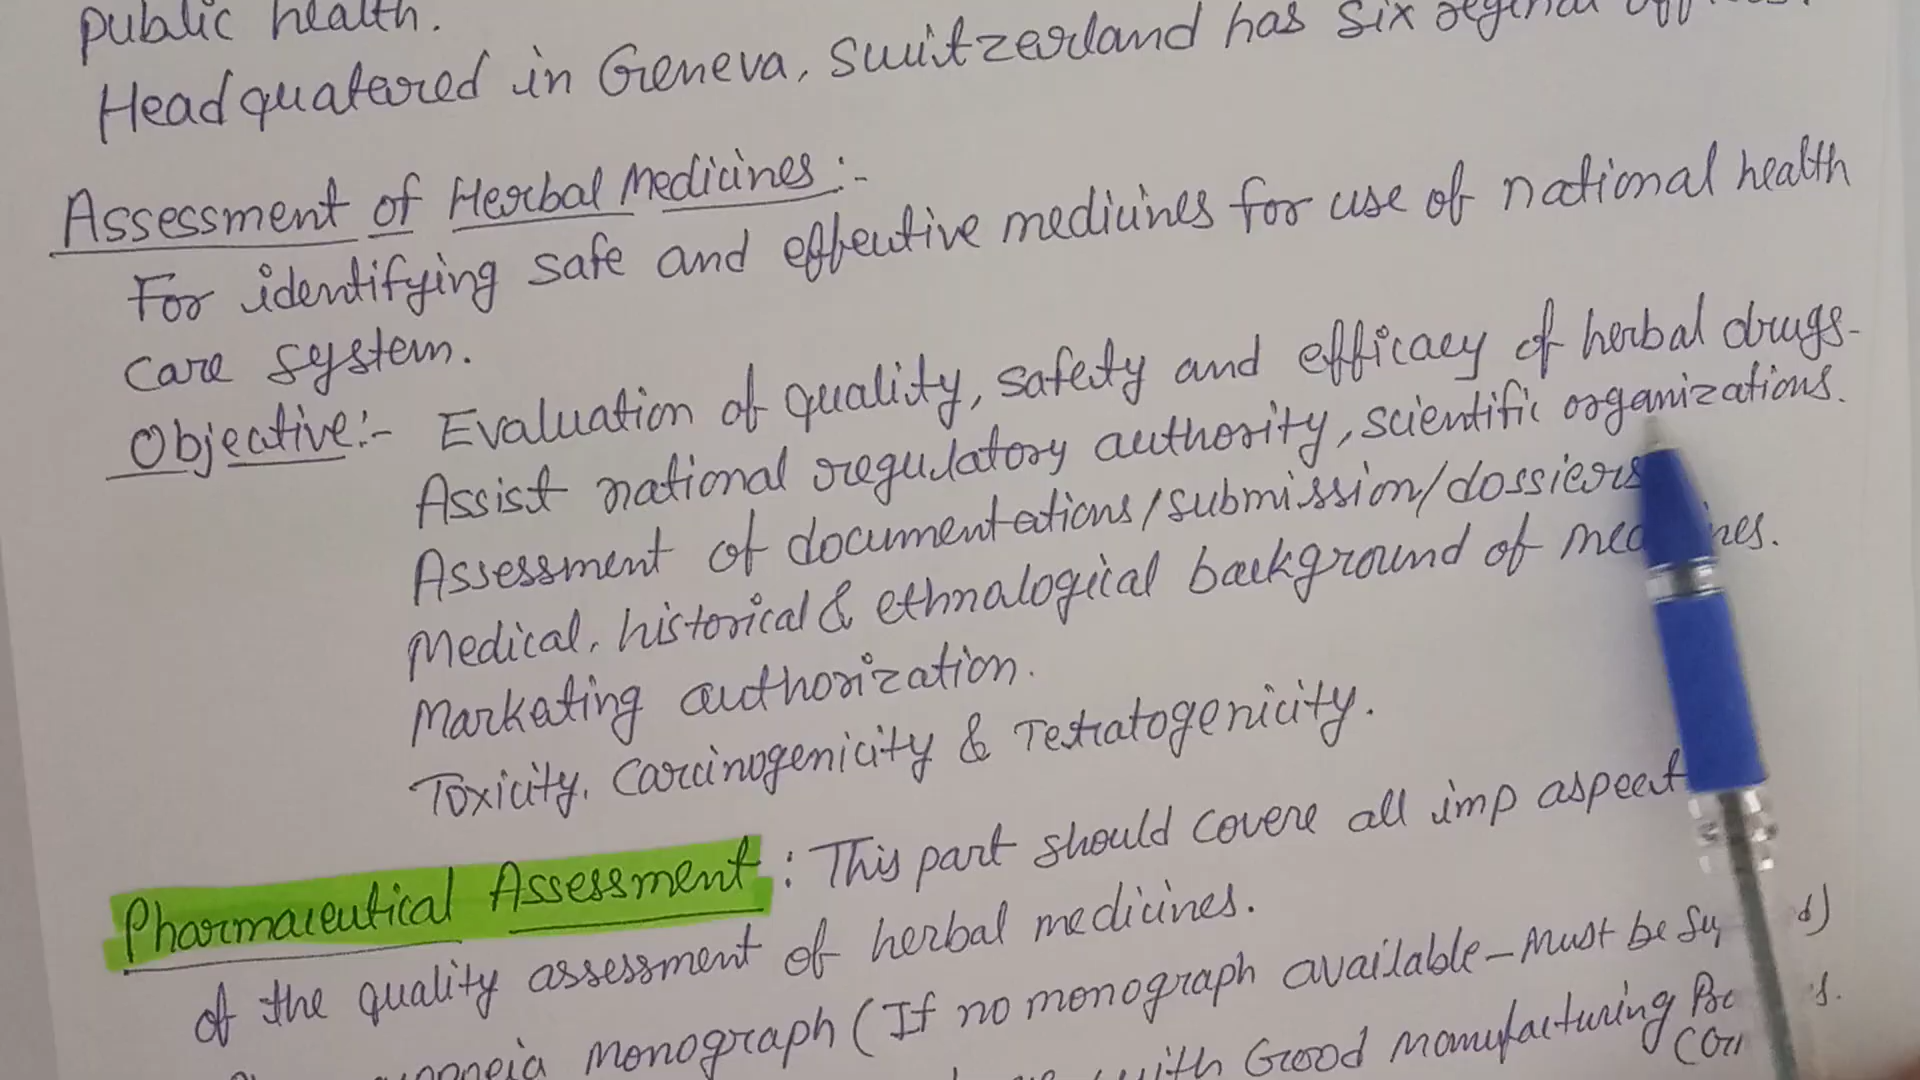 public health.
Headquatered in Geneva, Switzerland has six
Assessment of Herbal Medicines :-
For identifying safe and effective medicines for use of national health
care system.
Objective :- Evaluation of quality, safety and efficacy of herbal drugs-
Assist national regulatory authority, scientific organizations.
Assessment of documentations/submission/dossiers
Medical, historical & ethnalogical background of
Marketing authorization.
Toxicity, Carcinogenicity & Tetratogenicity.
Pharmaceutical Assessment : This part should covere all imp aspect
of the quality assessment of herbal medicines.
monograph (If no monograph available - Must be
with Good manufacturing